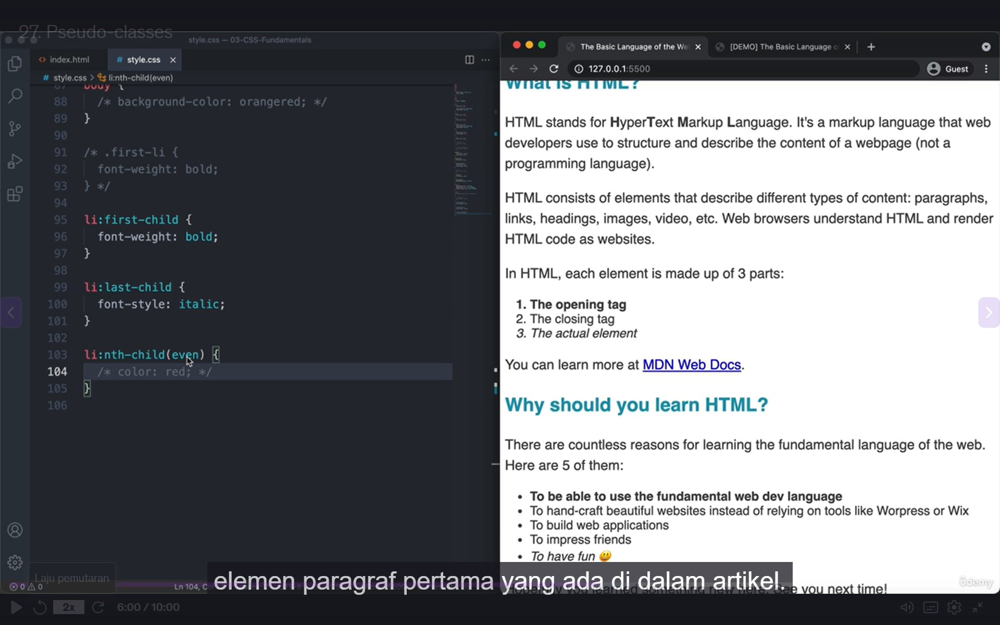 27. Pseudo-classes
style.css — 03-CSS-Fundamentals
index.html
# style.css
# style.css > li:nth-child(even)
87 body {
88 /* background-color: orangered; */
89 }
90
91 /* .first-li {
92 font-weight: bold;
93 } */
94
95 li:first-child {
96 font-weight: bold;
97 }
98
99 li:last-child {
100 font-style: italic;
101 }
102
103 li:nth-child(even) {
104 /* color: red; */
105 }
106
Laju pemutaran
0 0
Ln 104, Co
The Basic Language of the We
[DEMO] The Basic Language o
127.0.0.1:5500
Guest
What is HTML?
HTML stands for HyperText Markup Language. It's a markup language that web
developers use to structure and describe the content of a webpage (not a
programming language).
HTML consists of elements that describe different types of content: paragraphs,
links, headings, images, video, etc. Web browsers understand HTML and render
HTML code as websites.
In HTML, each element is made up of 3 parts:
1. The opening tag
2. The closing tag
3. The actual element
You can learn more at MDN Web Docs.
Why should you learn HTML?
There are countless reasons for learning the fundamental language of the web.
Here are 5 of them:
• To be able to use the fundamental web dev language
• To hand-craft beautiful websites instead of relying on tools like Worpress or Wix
• To build web applications
• To impress friends
• To have fun 😃
Hopefully you learned something new here. See you next time!
elemen paragraf pertama yang ada di dalam artikel.
ûdemy
2x
6:00 / 10:00